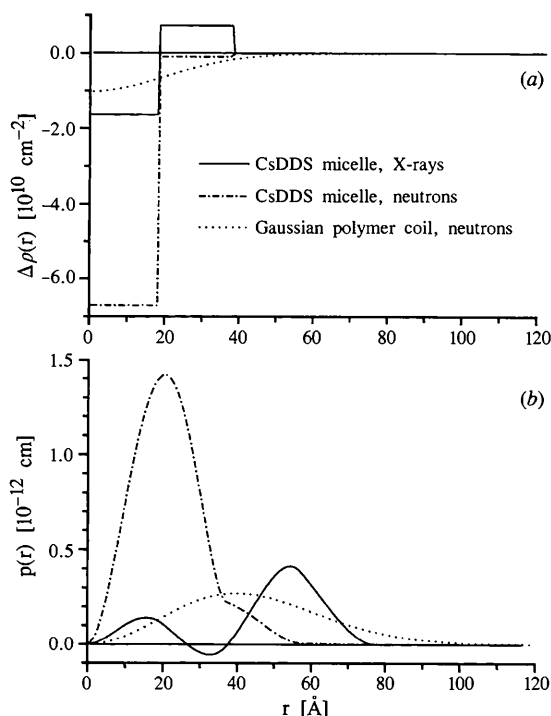 (a)
0.0
-2.0
-4.0
-6.0
Δρ(r) [10¹⁰ cm⁻²]
CsDDS micelle, X-rays
CsDDS micelle, neutrons
Gaussian polymer coil, neutrons
0 20 40 60 80 100 120
(b)
1.5
1.0
0.5
0.0
p(r) [10⁻¹² cm]
0 20 40 60 80 100 120
r [Å]